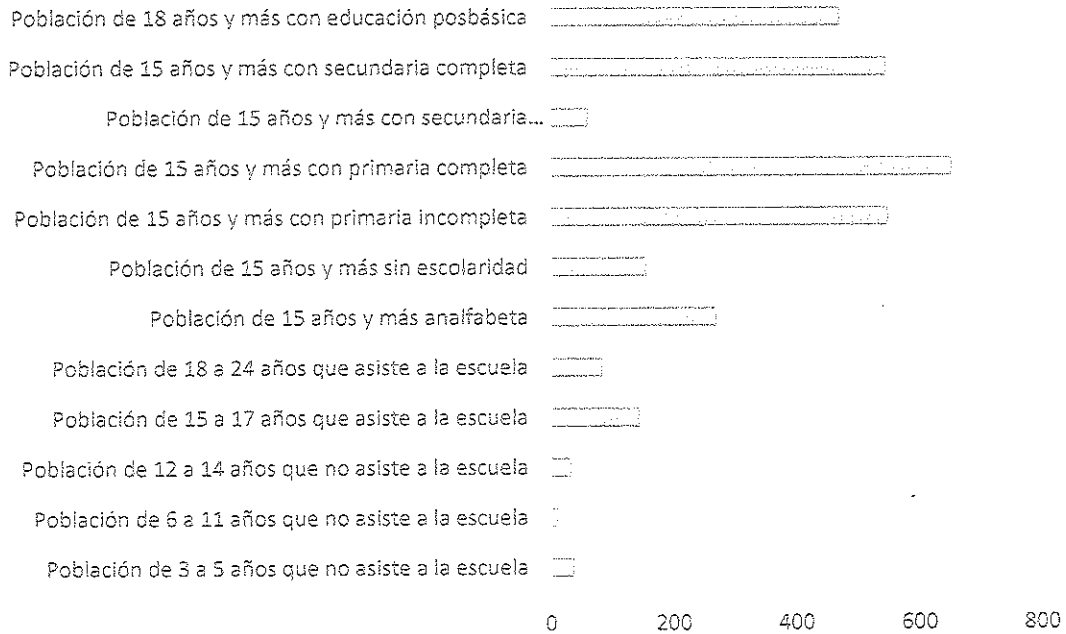 Población de 18 años y más con educación posbásica
Población de 15 años y más con secundaria completa
Población de 15 años y más con secundaria...
Población de 15 años y más con primaria completa
Población de 15 años y más con primaria incompleta
Población de 15 años y más sin escolaridad
Población de 15 años y más analfabeta
Población de 18 a 24 años que asiste a la escuela
Población de 15 a 17 años que asiste a la escuela
Población de 12 a 14 años que no asiste a la escuela
Población de 6 a 11 años que no asiste a la escuela
Población de 3 a 5 años que no asiste a la escuela
0 200 400 600 800